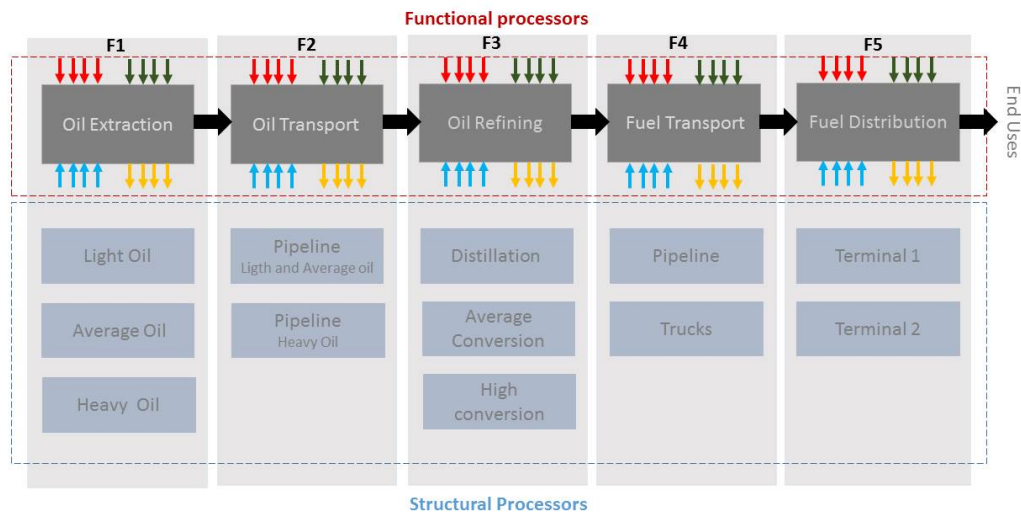 Functional processors
F1
F2
F3
F4
F5
Oil Extraction
Oil Transport
Oil Refining
Fuel Transport
Fuel Distribution
End Uses
Light Oil
Pipeline
Ligth and Average oil
Distillation
Pipeline
Terminal 1
Average Oil
Pipeline
Heavy Oil
Average
Conversion
Trucks
Terminal 2
Heavy Oil
High
conversion
Structural Processors